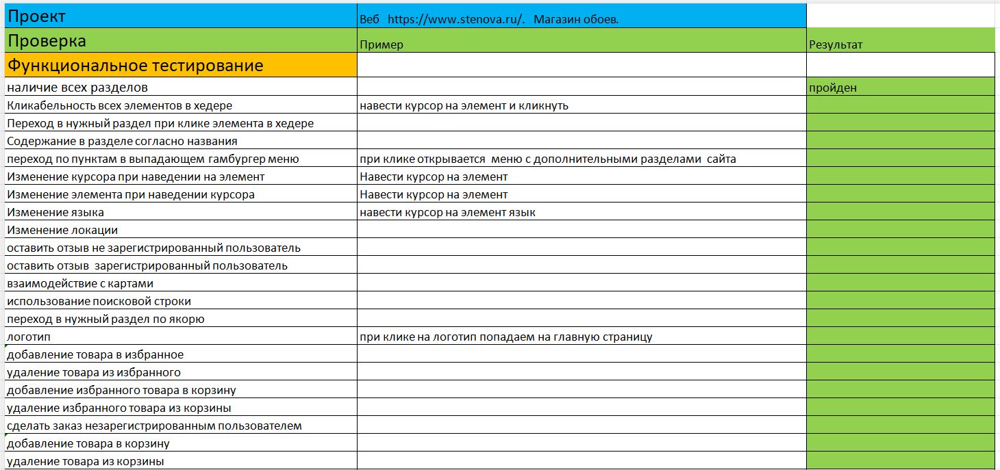 Проект Веб https://www.stenova.ru/. Магазин обоев.
Проверка Пример Результат
Функциональное тестирование
наличие всех разделов пройден
Кликабельность всех элементов в хедере навести курсор на элемент и кликнуть
Переход в нужный раздел при клике элемента в хедере
Содержание в разделе согласно названия
переход по пунктам в выпадающем гамбургер меню при клике открывается меню с дополнительными разделами сайта
Изменение курсора при наведении на элемент Навести курсор на элемент
Изменение элемента при наведении курсора Навести курсор на элемент
Изменение языка навести курсор на элемент язык
Изменение локации
оставить отзыв не зарегистрированный пользователь
оставить отзыв зарегистрированный пользователь
взаимодействие с картами
использование поисковой строки
переход в нужный раздел по якорю
логотип при клике на логотип попадаем на главную страницу
добавление товара в избранное
удаление товара из избранного
добавление избранного товара в корзину
удаление избранного товара из корзины
сделать заказ незарегистрированным пользователем
добавление товара в корзину
удаление товара из корзины